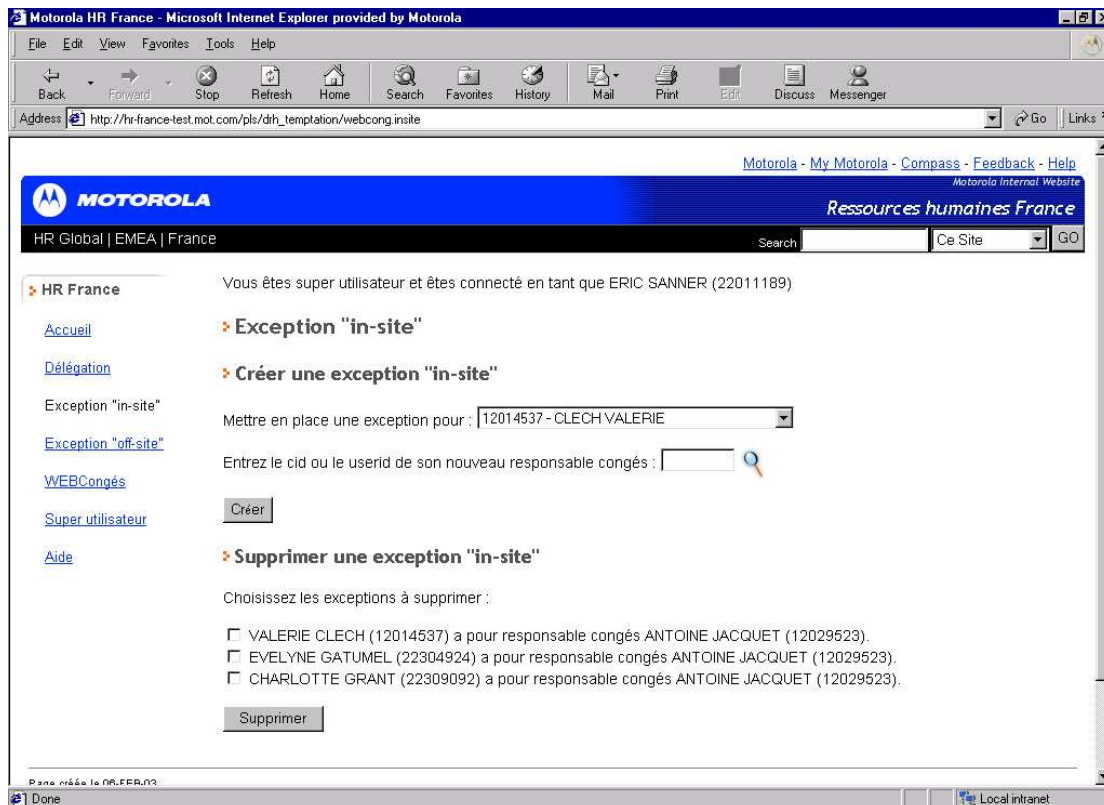 Motorola HR France - Microsoft Internet Explorer provided by Motorola
File Edit View Favorites Tools Help
Back Forward Stop Refresh Home Search Favorites History Mail Print Edit Discuss Messenger
Address http://hr-france-test.mot.com/pls/drh_temptation/webcong.insite Go Links
Motorola - My Motorola - Compass - Feedback - Help
Motorola Internal Website
MOTOROLA
Ressources humaines France
HR Global | EMEA | France Search Ce Site GO
HR France
Accueil
Délégation
Exception "in-site"
Exception "off-site"
WEBCongés
Super utilisateur
Aide
Vous êtes super utilisateur et êtes connecté en tant que ERIC SANNER (22011189)
Exception "in-site"
Créer une exception "in-site"
Mettre en place une exception pour : 12014537 - CLECH VALERIE
Entrez le cid ou le userid de son nouveau responsable congés :
Créer
Supprimer une exception "in-site"
Choisissez les exceptions à supprimer :
VALERIE CLECH (12014537) a pour responsable congés ANTOINE JACQUET (12029523).
EVELYNE GATUMEL (22304924) a pour responsable congés ANTOINE JACQUET (12029523).
CHARLOTTE GRANT (22309092) a pour responsable congés ANTOINE JACQUET (12029523).
Supprimer
Page créée le 06-FEB-03
Done Local intranet